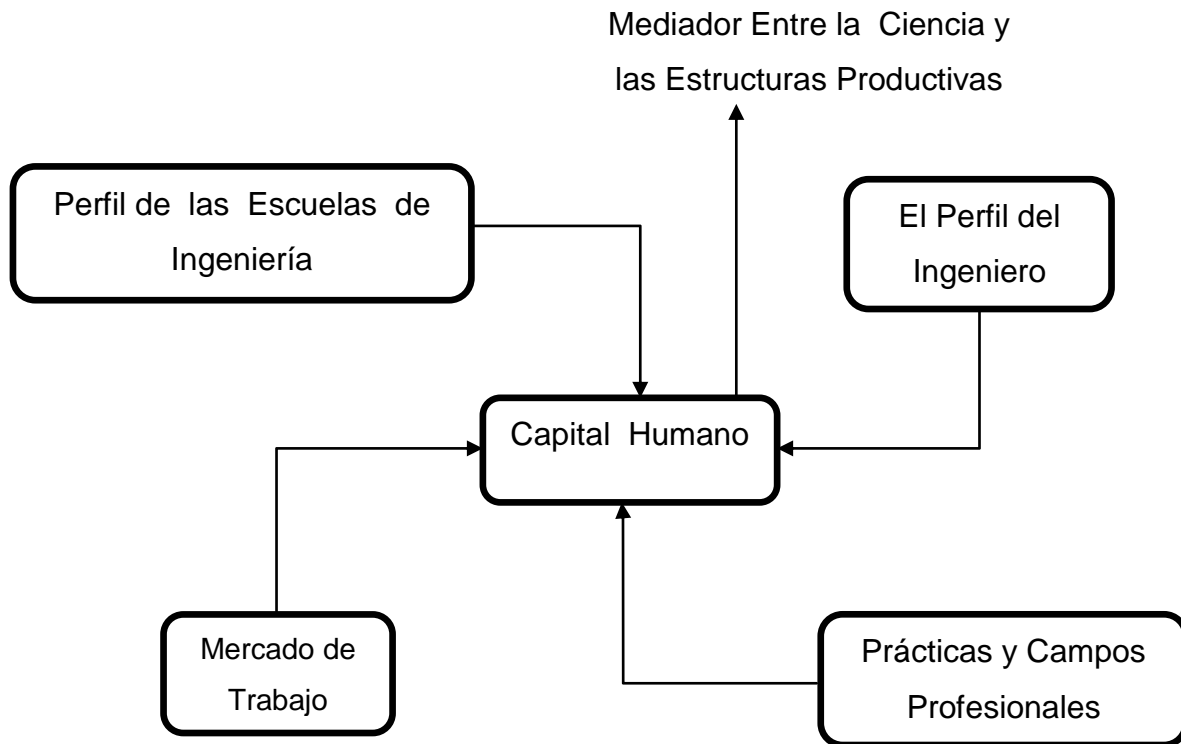 Mediador Entre la Ciencia y
las Estructuras Productivas
Perfil de las Escuelas de
Ingeniería
El Perfil del
Ingeniero
Capital Humano
Mercado de
Trabajo
Prácticas y Campos
Profesionales